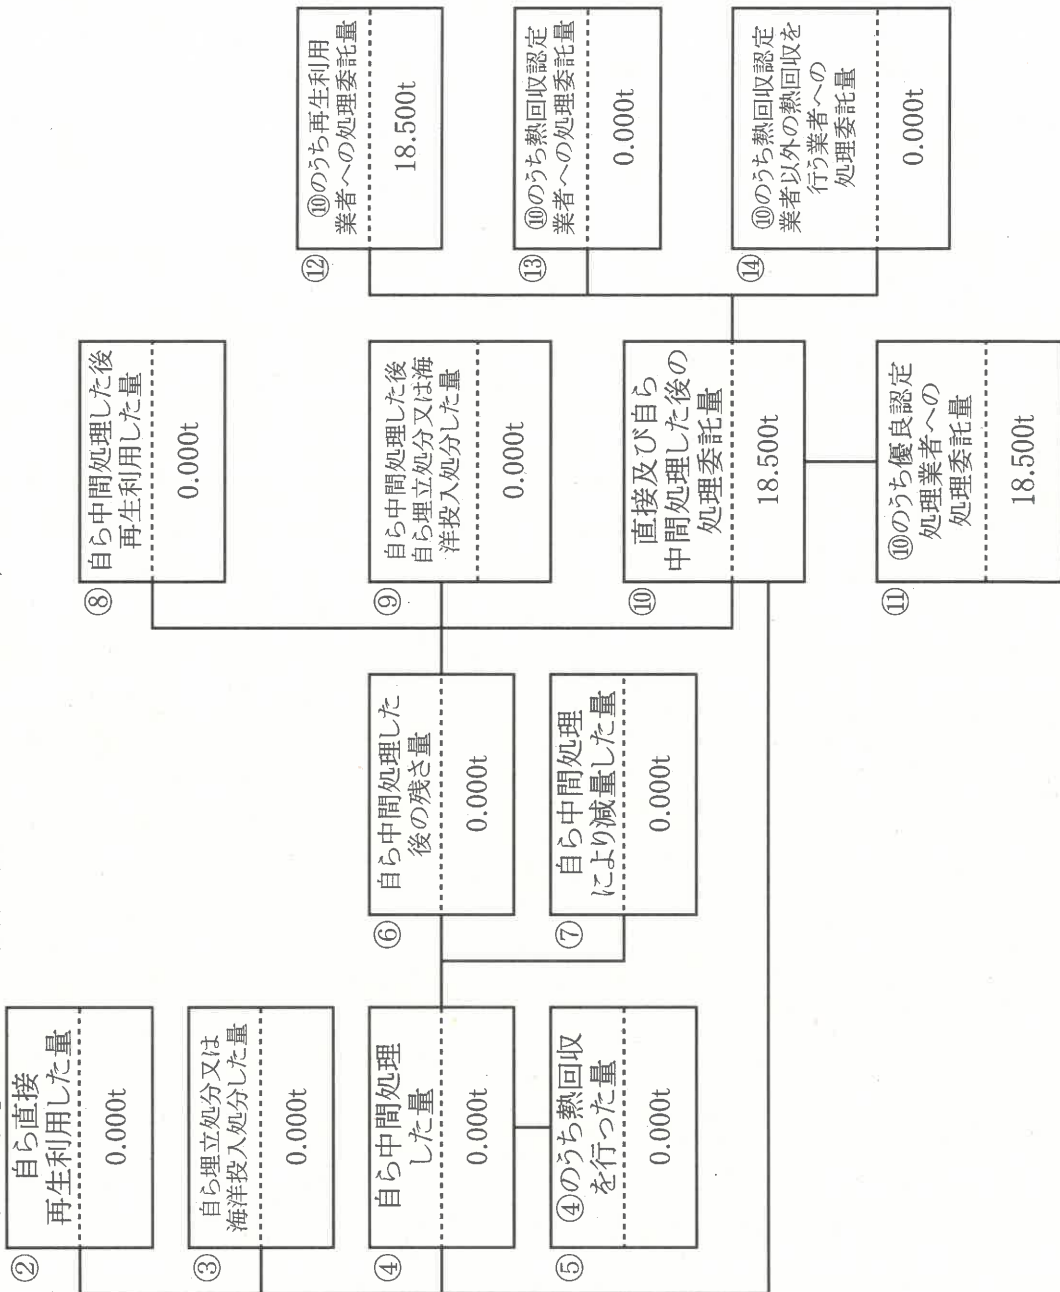 ②
自ら直接
再生利用した量
0.000t
③
自ら埋立処分又は
海洋投入処分した量
0.000t
④
自ら中間処理
した量
0.000t
⑤
④のうち熱回収
を行った量
0.000t
⑥
自ら中間処理した
後の残さ量
0.000t
⑦
自ら中間処理
により減量した量
0.000t
⑧
自ら中間処理した後
再生利用した量
0.000t
⑨
自ら中間処理した後
自ら埋立処分又は海
洋投入処分した量
0.000t
⑩
直接及び自ら
中間処理した後の
処理委託量
18.500t
⑪
⑩のうち優良認定
処理業者への
処理委託量
18.500t
⑫
⑩のうち再生利用
業者への処理委託量
18.500t
⑬
⑩のうち熱回収認定
業者への処理委託量
0.000t
⑭
⑩のうち熱回収認定
業者以外の熱回収を
行う業者への
処理委託量
0.000t